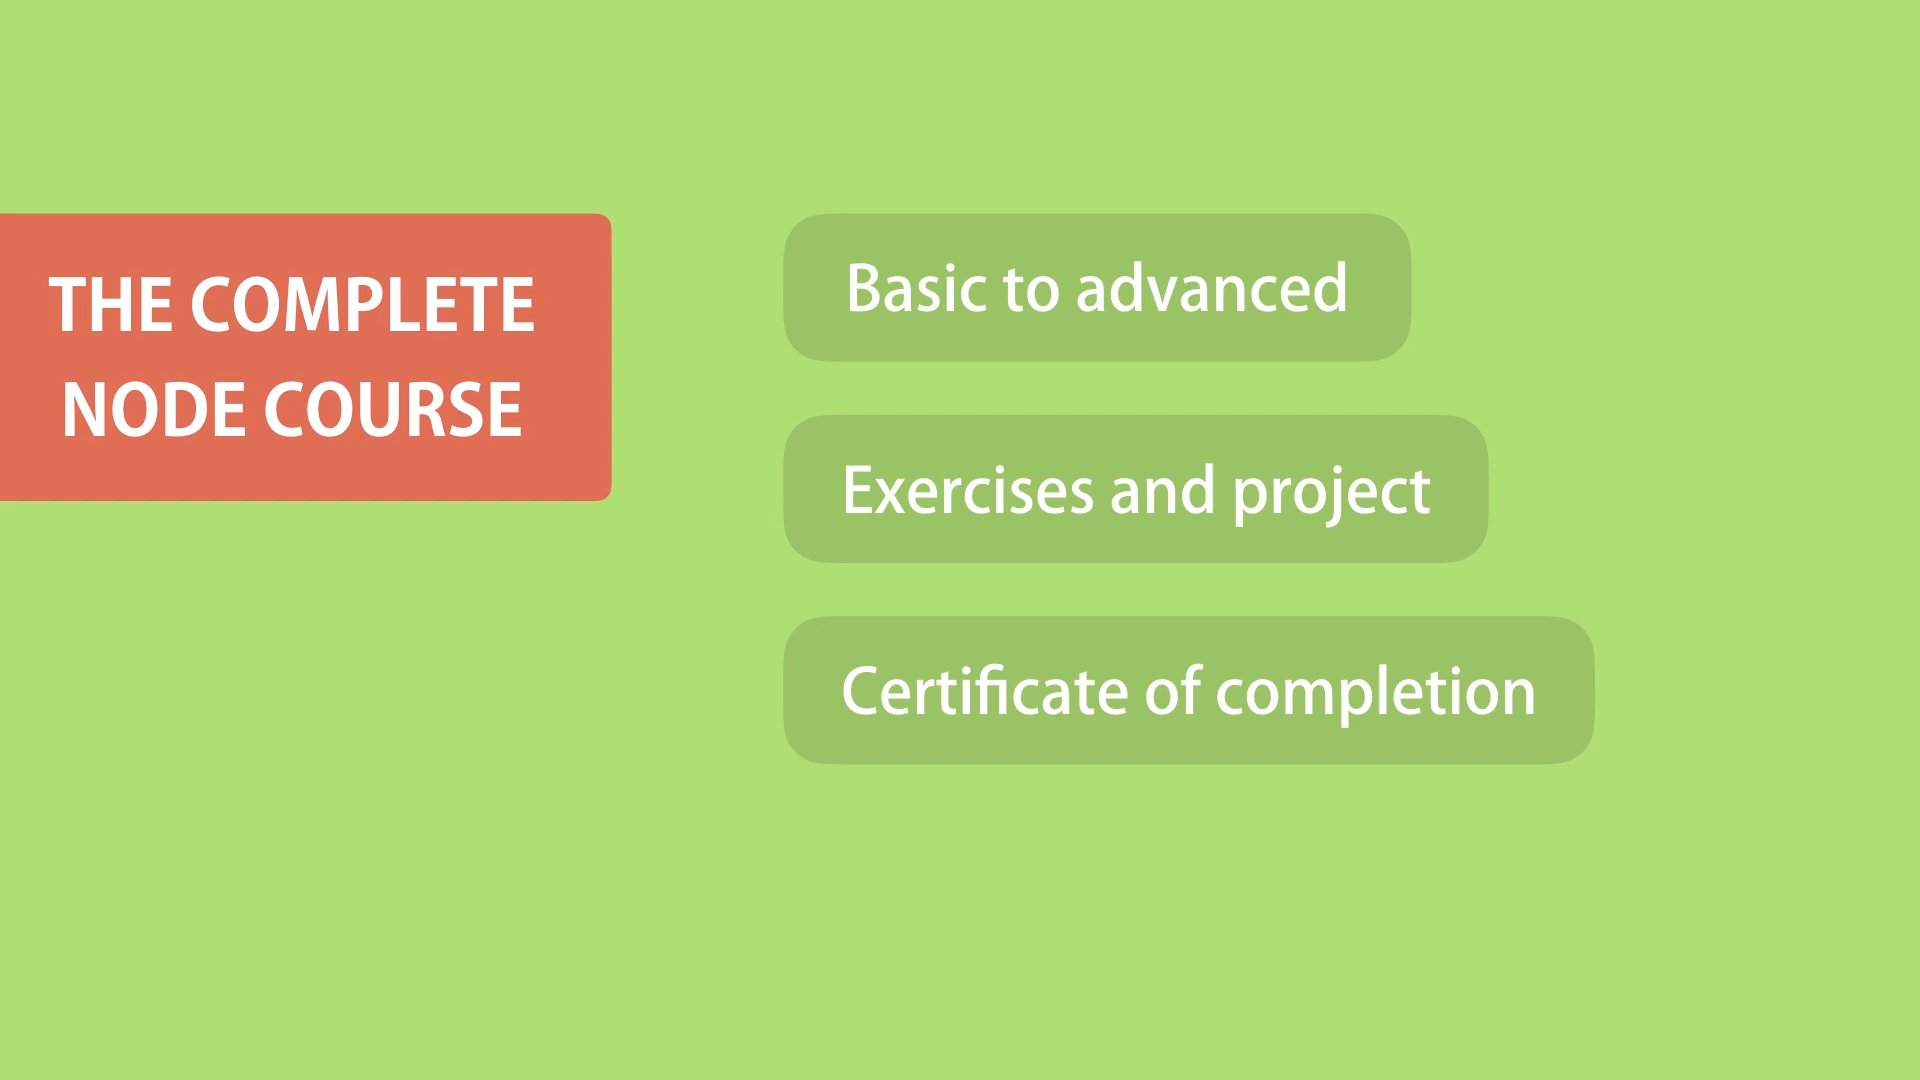 THE COMPLETE
NODE COURSE
Basic to advanced
Exercises and project
Certificate of completion